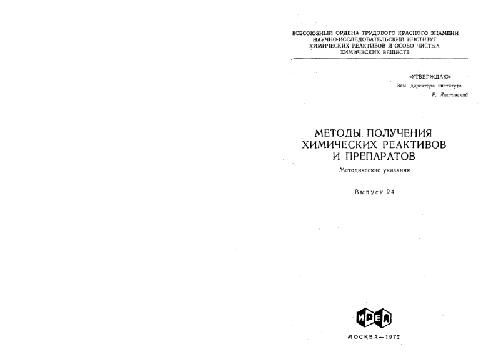 ВСЕСОЮЗНЫЙ ОРДЕНА ТРУДОВОГО КРАСНОГО ЗНАМЕНИ
НАУЧНО-ИССЛЕДОВАТЕЛЬСКИЙ ИНСТИТУТ
ХИМИЧЕСКИХ РЕАКТИВОВ И ОСОБО ЧИСТЫХ
ХИМИЧЕСКИХ ВЕЩЕСТВ
«УТВЕРЖДАЮ»
Зам. директора института
МЕТОДЫ ПОЛУЧЕНИЯ
ХИМИЧЕСКИХ РЕАКТИВОВ
И ПРЕПАРАТОВ
Методические указания
Выпуск 24
ИРЕА
МОСКВА—1972